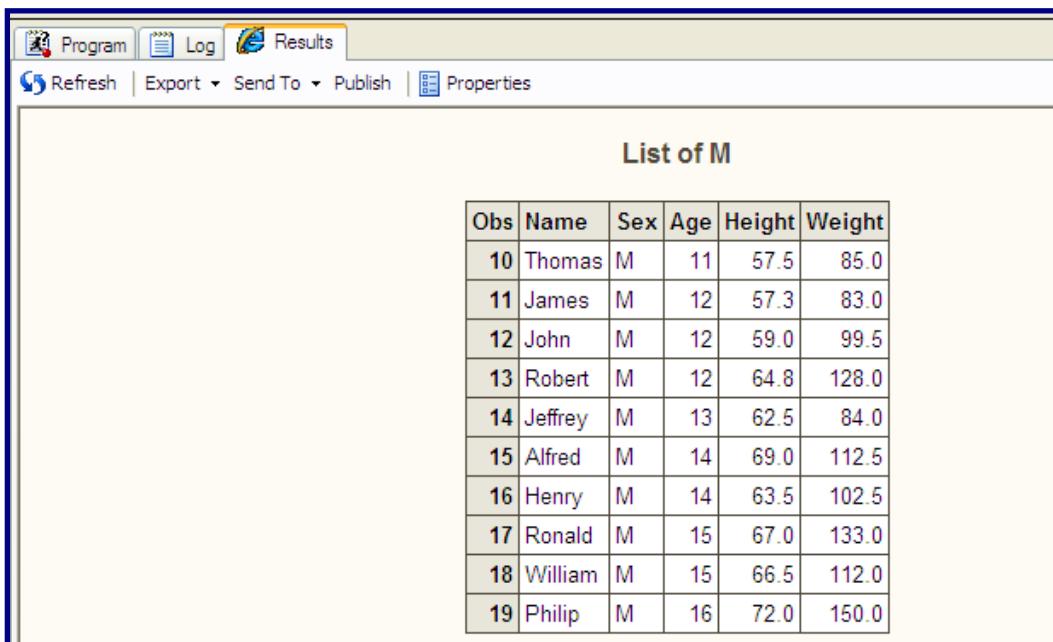 Program Log Results
Refresh Export Send To Publish Properties
List of M
Obs Name Sex Age Height Weight
10 Thomas M 11 57.5 85.0
11 James M 12 57.3 83.0
12 John M 12 59.0 99.5
13 Robert M 12 64.8 128.0
14 Jeffrey M 13 62.5 84.0
15 Alfred M 14 69.0 112.5
16 Henry M 14 63.5 102.5
17 Ronald M 15 67.0 133.0
18 William M 15 66.5 112.0
19 Philip M 16 72.0 150.0